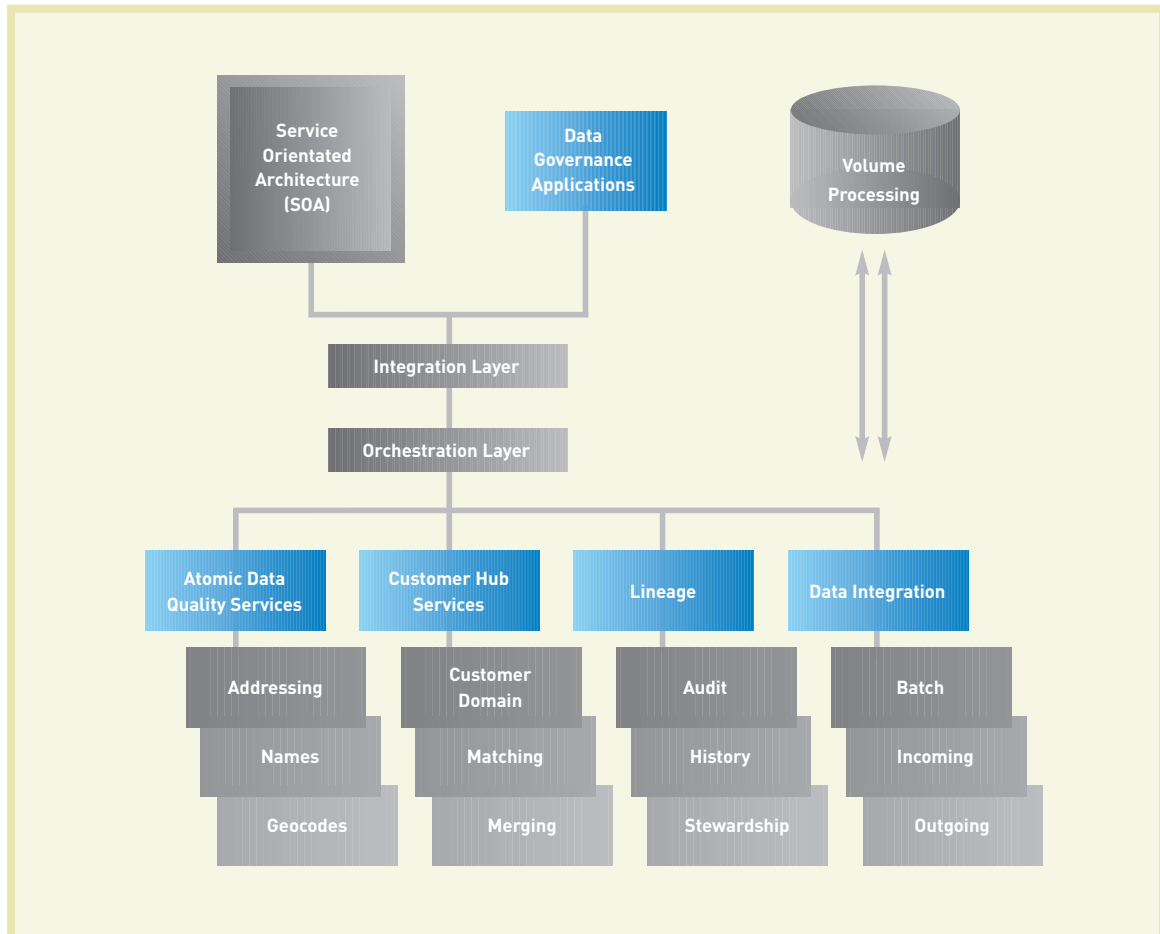 Service
Orientated
Architecture
(SOA)
Data
Governance
Applications
Volume
Processing
Integration Layer
Orchestration Layer
Atomic Data
Quality Services
Customer Hub
Services
Lineage
Data Integration
Addressing
Names
Geocodes
Customer
Domain
Matching
Merging
Audit
History
Stewardship
Batch
Incoming
Outgoing